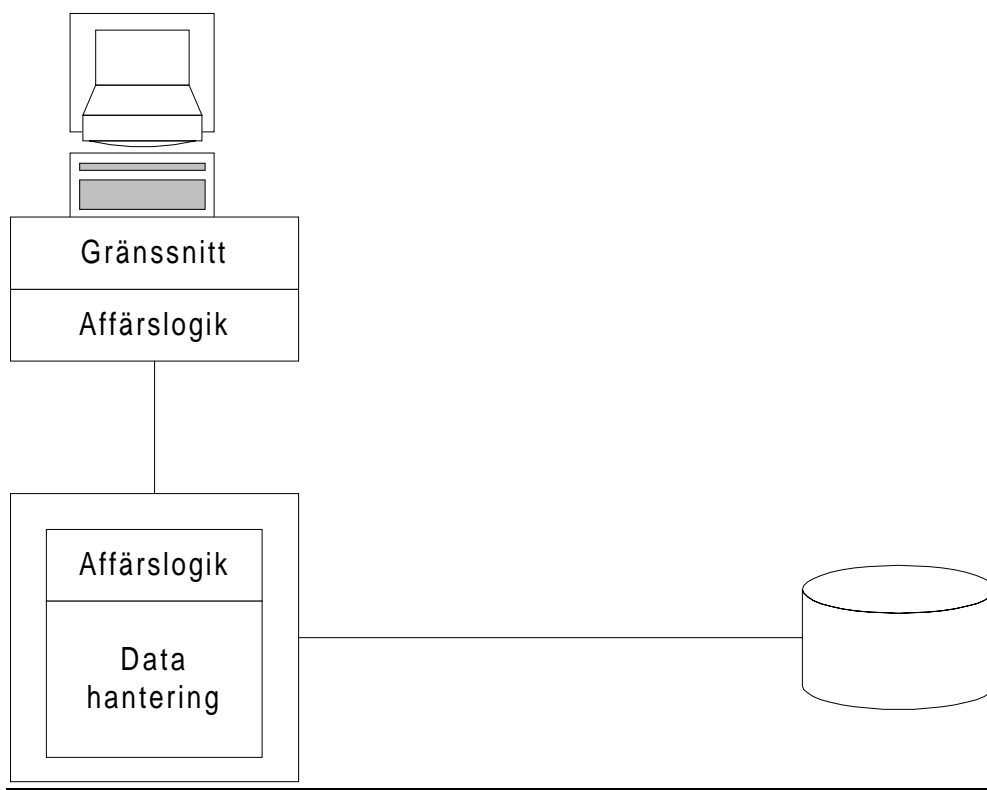 Gränssnitt
Affärslogik
Affärslogik
Data
hantering